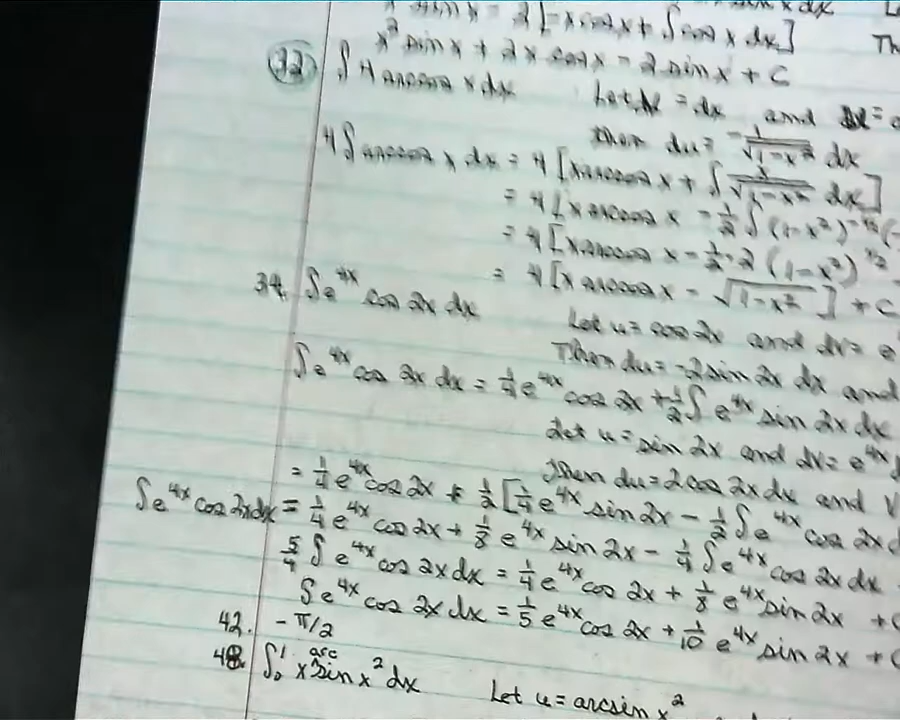 x² sin x + 2x cos x - 2 sin x + C
(32) ∫ 4 arccos x dx Let dv = dx and u = a
then du = -1/√(1-x²) dx
4∫ arccos x dx = 4 [x arccos x + ∫ x/√(1-x²) dx]
= 4 [x arccos x - 1/2 ∫ (1-x²)^(-1/2) (-
= 4 [x arccos x - 1/2 · 2 (1-x²)^(1/2)
= 4 [x arccos x - √(1-x²)] + C
34. ∫ e^(4x) cos 2x dx
Let u = cos 2x and dv = e
Then du = -2 sin 2x dx and
∫ e^(4x) cos 2x dx = 1/4 e^(4x) cos 2x + 1/2 ∫ e^(4x) sin 2x dx
Let u = sin 2x and dv = e^(4x)
Then du = 2 cos 2x dx and v
= 1/4 e^(4x) cos 2x + 1/2 [1/4 e^(4x) sin 2x - 1/2 ∫ e^(4x) cos 2x d
∫ e^(4x) cos 2x dx = 1/4 e^(4x) cos 2x + 1/8 e^(4x) sin 2x - 1/4 ∫ e^(4x) cos 2x dx
5/4 ∫ e^(4x) cos 2x dx = 1/4 e^(4x) cos 2x + 1/8 e^(4x) sin 2x + C
∫ e^(4x) cos 2x dx = 1/5 e^(4x) cos 2x + 1/10 e^(4x) sin 2x + C
42. -π/2
48. ∫₀¹ x arcsin x² dx Let u = arcsin x²